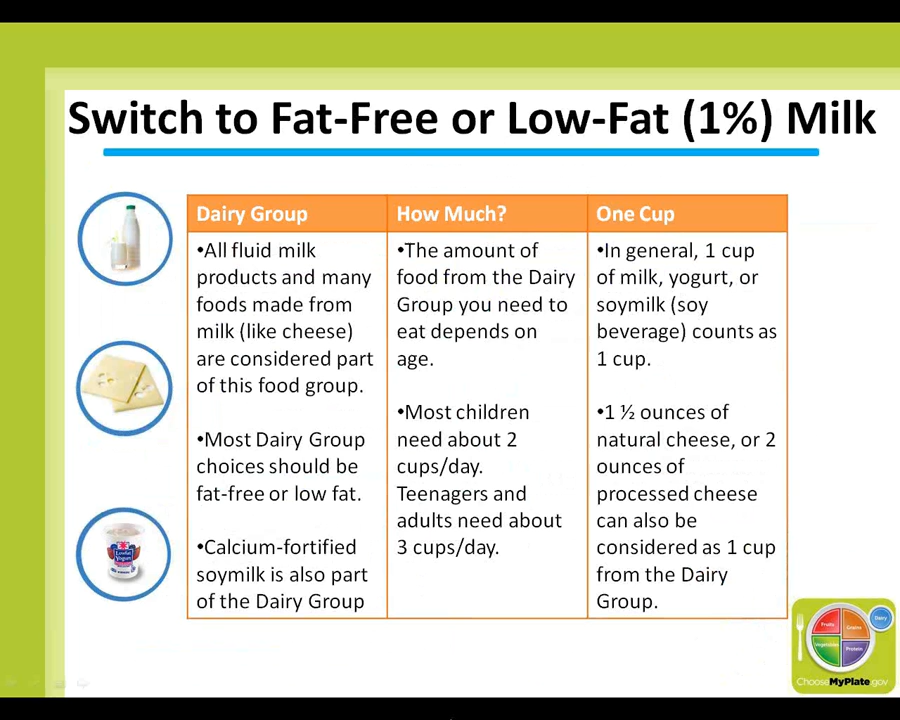 Switch to Fat-Free or Low-Fat (1%) Milk
Dairy Group
•All fluid milk
products and many
foods made from
milk (like cheese)
are considered part
of this food group.
•Most Dairy Group
choices should be
fat-free or low fat.
•Calcium-fortified
soymilk is also part
of the Dairy Group
How Much?
•The amount of
food from the Dairy
Group you need to
eat depends on
age.
•Most children
need about 2
cups/day.
Teenagers and
adults need about
3 cups/day.
One Cup
•In general, 1 cup
of milk, yogurt, or
soymilk (soy
beverage) counts as
1 cup.
•1 ½ ounces of
natural cheese, or 2
ounces of
processed cheese
can also be
considered as 1 cup
from the Dairy
Group.
Lowfat
Yogurt
Fruits
Grains
Dairy
Vegetables
Protein
ChooseMyPlate.gov